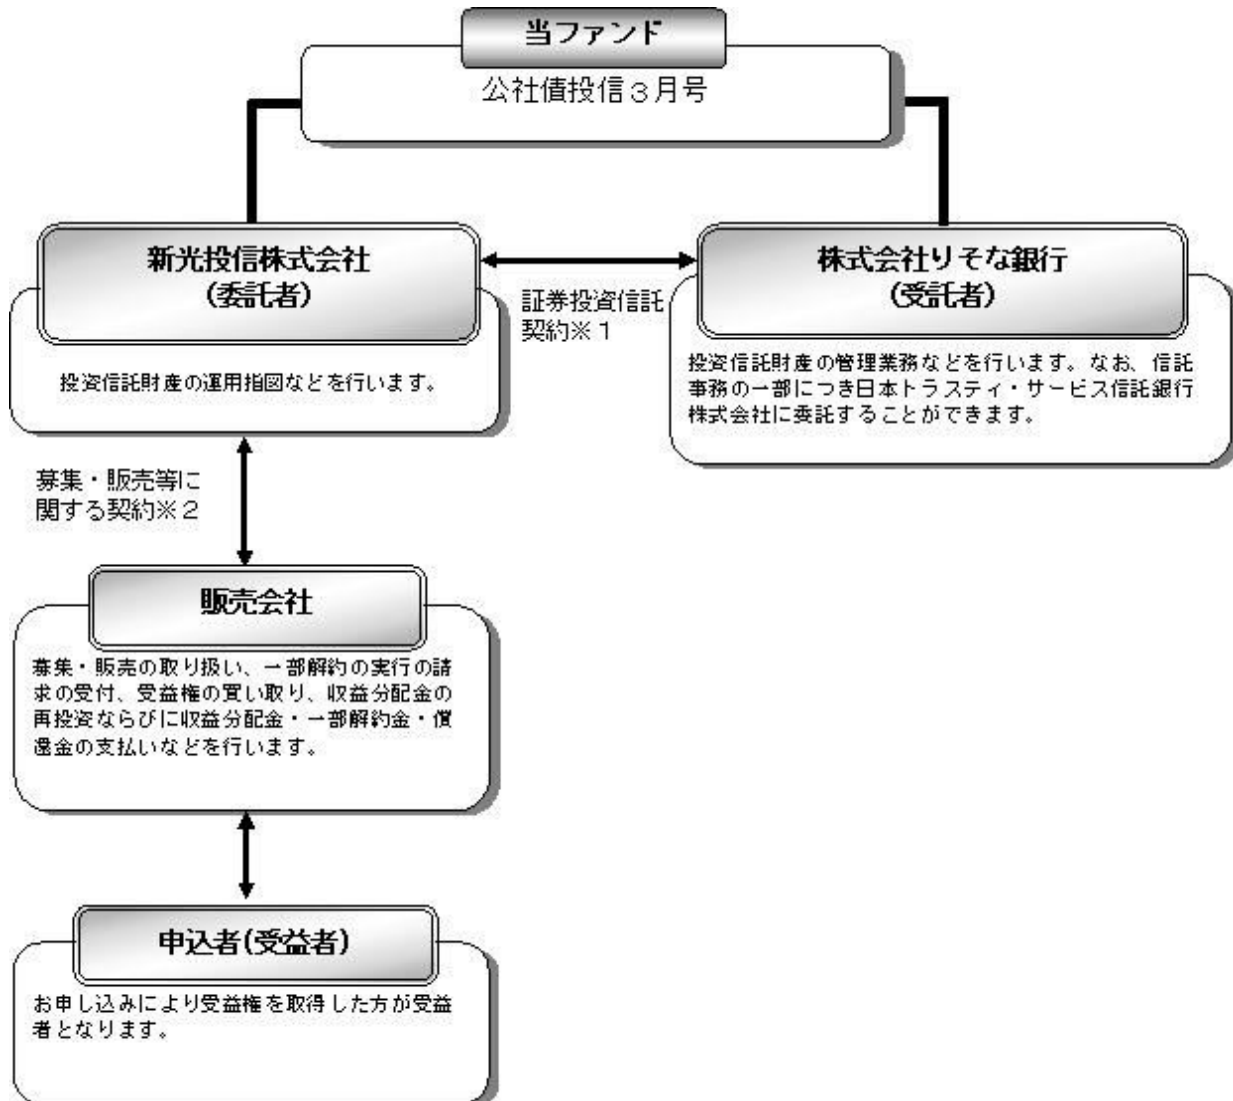 当ファンド
公社債投信３月号
新光投信株式会社
（委託者）
投資信託財産の運用指図などを行います。
証券投資信託
契約※１
株式会社りそな銀行
（受託者）
投資信託財産の管理業務などを行います。なお、信託
事務の一部につき日本トラスティ・サービス信託銀行
株式会社に委託することができます。
募集・販売等に
関する契約※２
販売会社
募集・販売の取り扱い、一部解約の実行の請
求の受付、受益権の買い取り、収益分配金の
再投資ならびに収益分配金・一部解約金・償
還金の支払いなどを行います。
申込者(受益者)
お申し込みにより受益権を取得した方が受益
者となります。